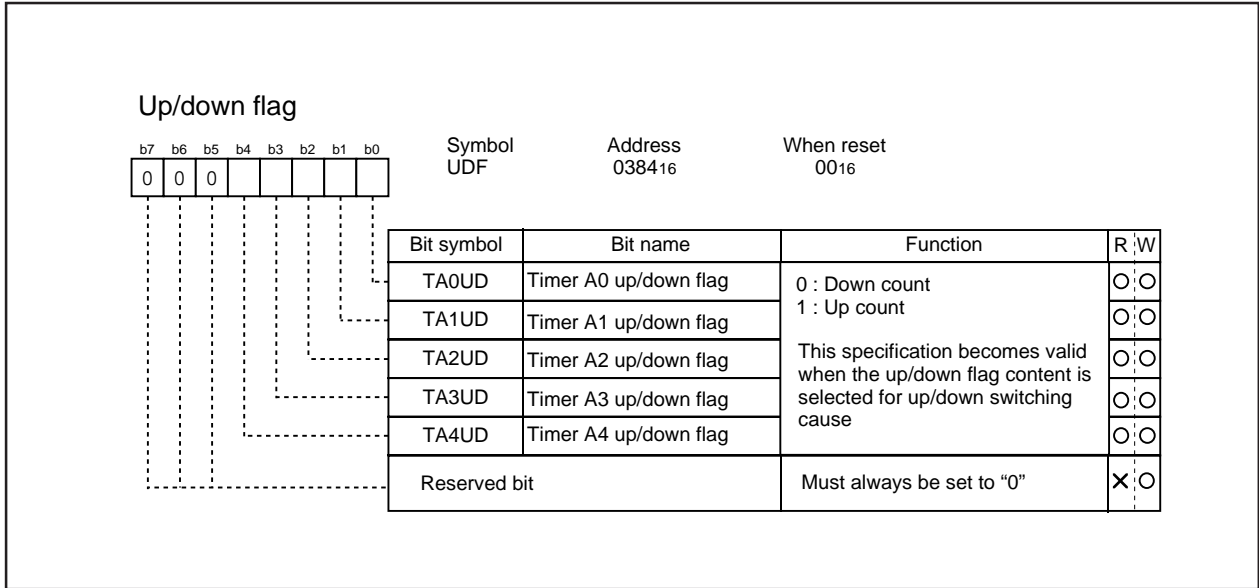 Up/down flag
b7 b6 b5 b4 b3 b2 b1 b0
0 0 0
Symbol Address When reset
UDF 038416 0016
Bit symbol Bit name Function R W
TA0UD Timer A0 up/down flag 0 : Down count
1 : Up count
TA1UD Timer A1 up/down flag
TA2UD Timer A2 up/down flag This specification becomes valid
when the up/down flag content is
TA3UD Timer A3 up/down flag selected for up/down switching
cause
TA4UD Timer A4 up/down flag
Reserved bit Must always be set to “0”